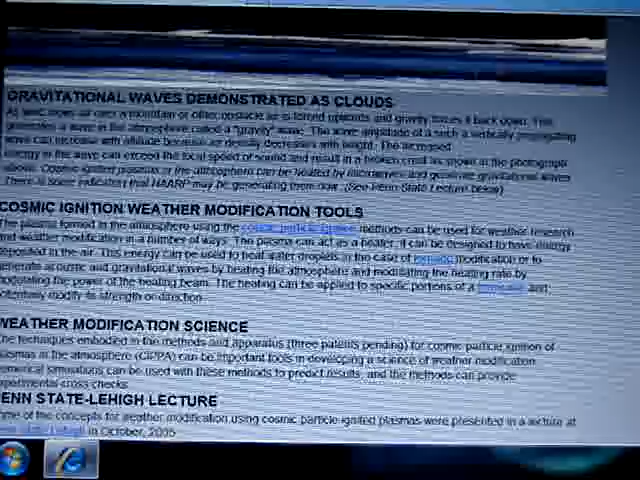 GRAVITATIONAL WAVES DEMONSTRATED AS CLOUDS
As wind flows up over a mountain or other obstacle air is forced upwards and gravity forces it back down. This
generates a wave in the atmosphere called a "gravity" wave. The wave amplitude of a such a vertically propagating
wave can increase with altitude because air density decreases with height. The increased
energy in the wave can exceed the local speed of sound and result in a broken crest as shown in the photograph
above. Cosmic ignited plasmas in the atmosphere can be heated by microwaves and generate gravitational waves
There is some indication that HAARP may be generating them now. (See Penn State Lecture below)
COSMIC IGNITION WEATHER MODIFICATION TOOLS
The plasma formed in the atmosphere using the cosmic particle ignition methods can be used for weather research
and weather modification in a number of ways. The plasma can act as a heater, it can be designed to have energy
deposited in the air. This energy can be used to heat water droplets in the case of tornado modification or to
generate acoustic and gravitational waves by heating the atmosphere and modulating the heating rate by
modulating the power of the heating beam. The heating can be applied to specific portions of a and
potentially modify its strength or direction.
WEATHER MODIFICATION SCIENCE
The techniques embodied in the methods and apparatus (three patents pending) for cosmic particle ignition of
plasmas in the atmosphere (CIPPA) can be important tools in developing a science of weather modification
numerical simulations can be used with these methods to predict results, and the methods can provide
experimental cross checks
PENN STATE-LEHIGH LECTURE
Some of the concepts for weather modification using cosmic particle ignited plasmas were presented in a lecture at
in October, 2005